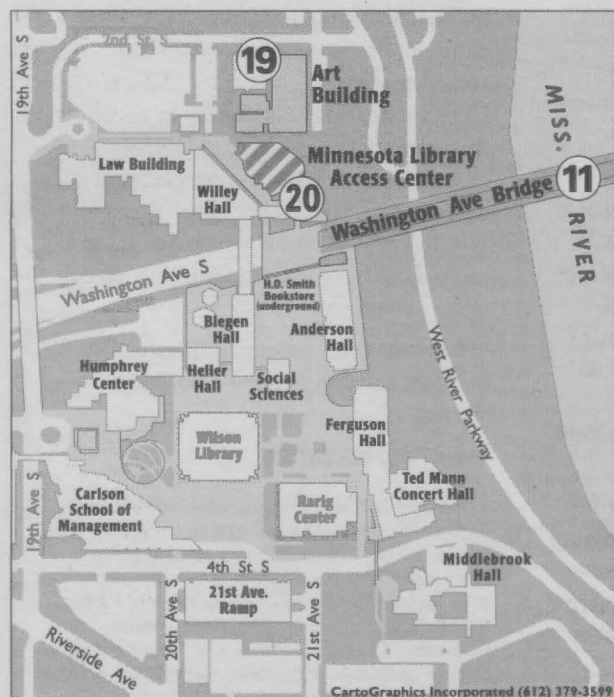 2nd St S
19th Ave S
19
Art
Building
MISS.
RIVER
Law Building
Willey
Hall
Minnesota Library
Access Center
20
Washington Ave Bridge
11
Washington Ave S
H.D. Smith
Bookstore
(underground)
Blegen
Hall
Anderson
Hall
West River Parkway
Humphrey
Center
Heller
Hall
Social
Sciences
Wilson
Library
Ferguson
Hall
Ted Mann
Concert Hall
19th Ave S
Carlson
School of
Management
Rarig
Center
Middlebrook
Hall
4th St S
21st Ave.
Ramp
20th Ave S
21st Ave S
Riverside Ave
CartoGraphics Incorporated (612) 379-